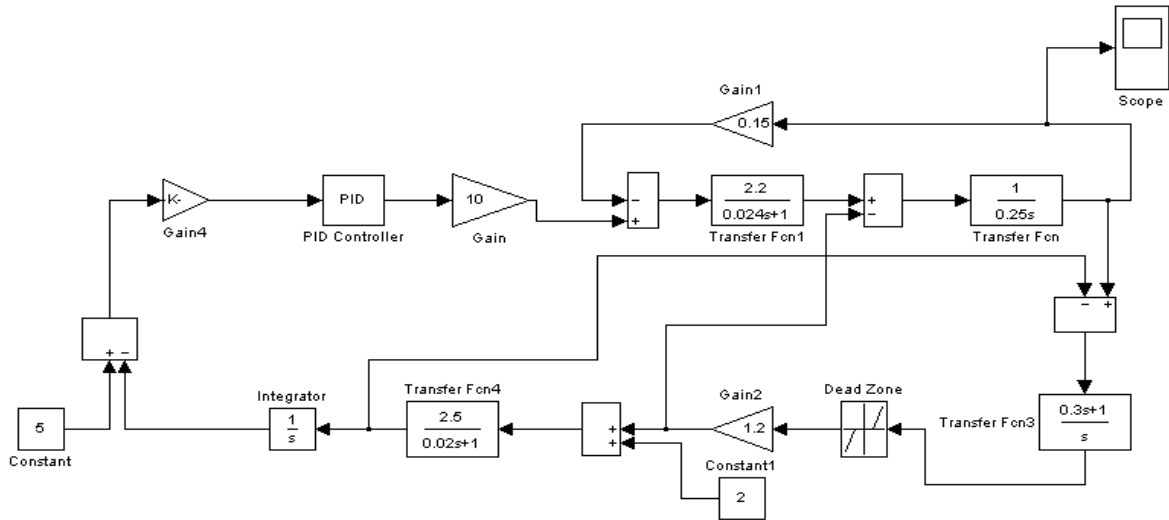 Scope
Gain1
0.15
K-
Gain4
PID
PID Controller
10
Gain
−
+
2.2
0.024s+1
Transfer Fcn1
+
−
1
0.25s
Transfer Fcn
− +
+ −
5
Constant
Integrator
1
s
Transfer Fcn4
2.5
0.02s+1
+
+
Gain2
1.2
Constant1
2
Dead Zone
Transfer Fcn3
0.3s+1
s